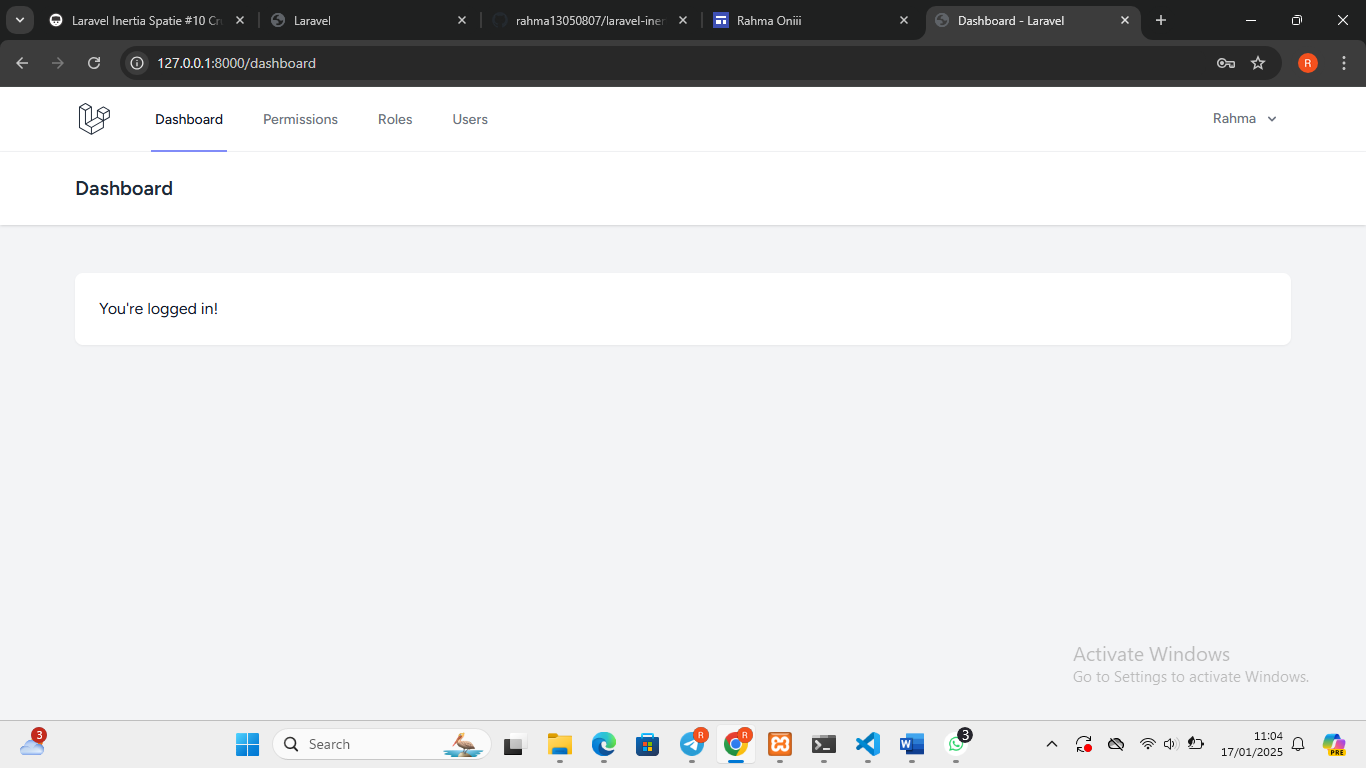 Laravel Inertia Spatie #10 Cru
Laravel
rahma13050807/laravel-iner
Rahma Oniii
Dashboard - Laravel
127.0.0.1:8000/dashboard
R
Dashboard
Permissions
Roles
Users
Rahma
Dashboard
You're logged in!
Activate Windows
Go to Settings to activate Windows.
3
Search
R
R
3
11:04
17/01/2025
PRE